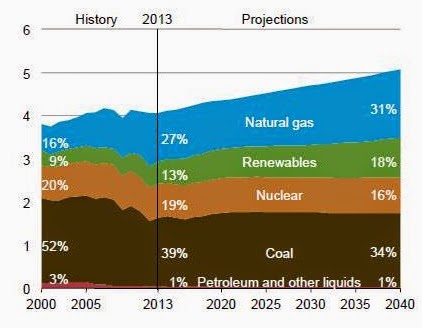 History 2013 Projections
6
5
4
3
2
1
0
16% 27% Natural gas 31%
9% 13% Renewables 18%
20% 19% Nuclear 16%
52% 39% Coal 34%
3% 1% Petroleum and other liquids 1%
2000 2005 2013 2020 2025 2030 2035 2040